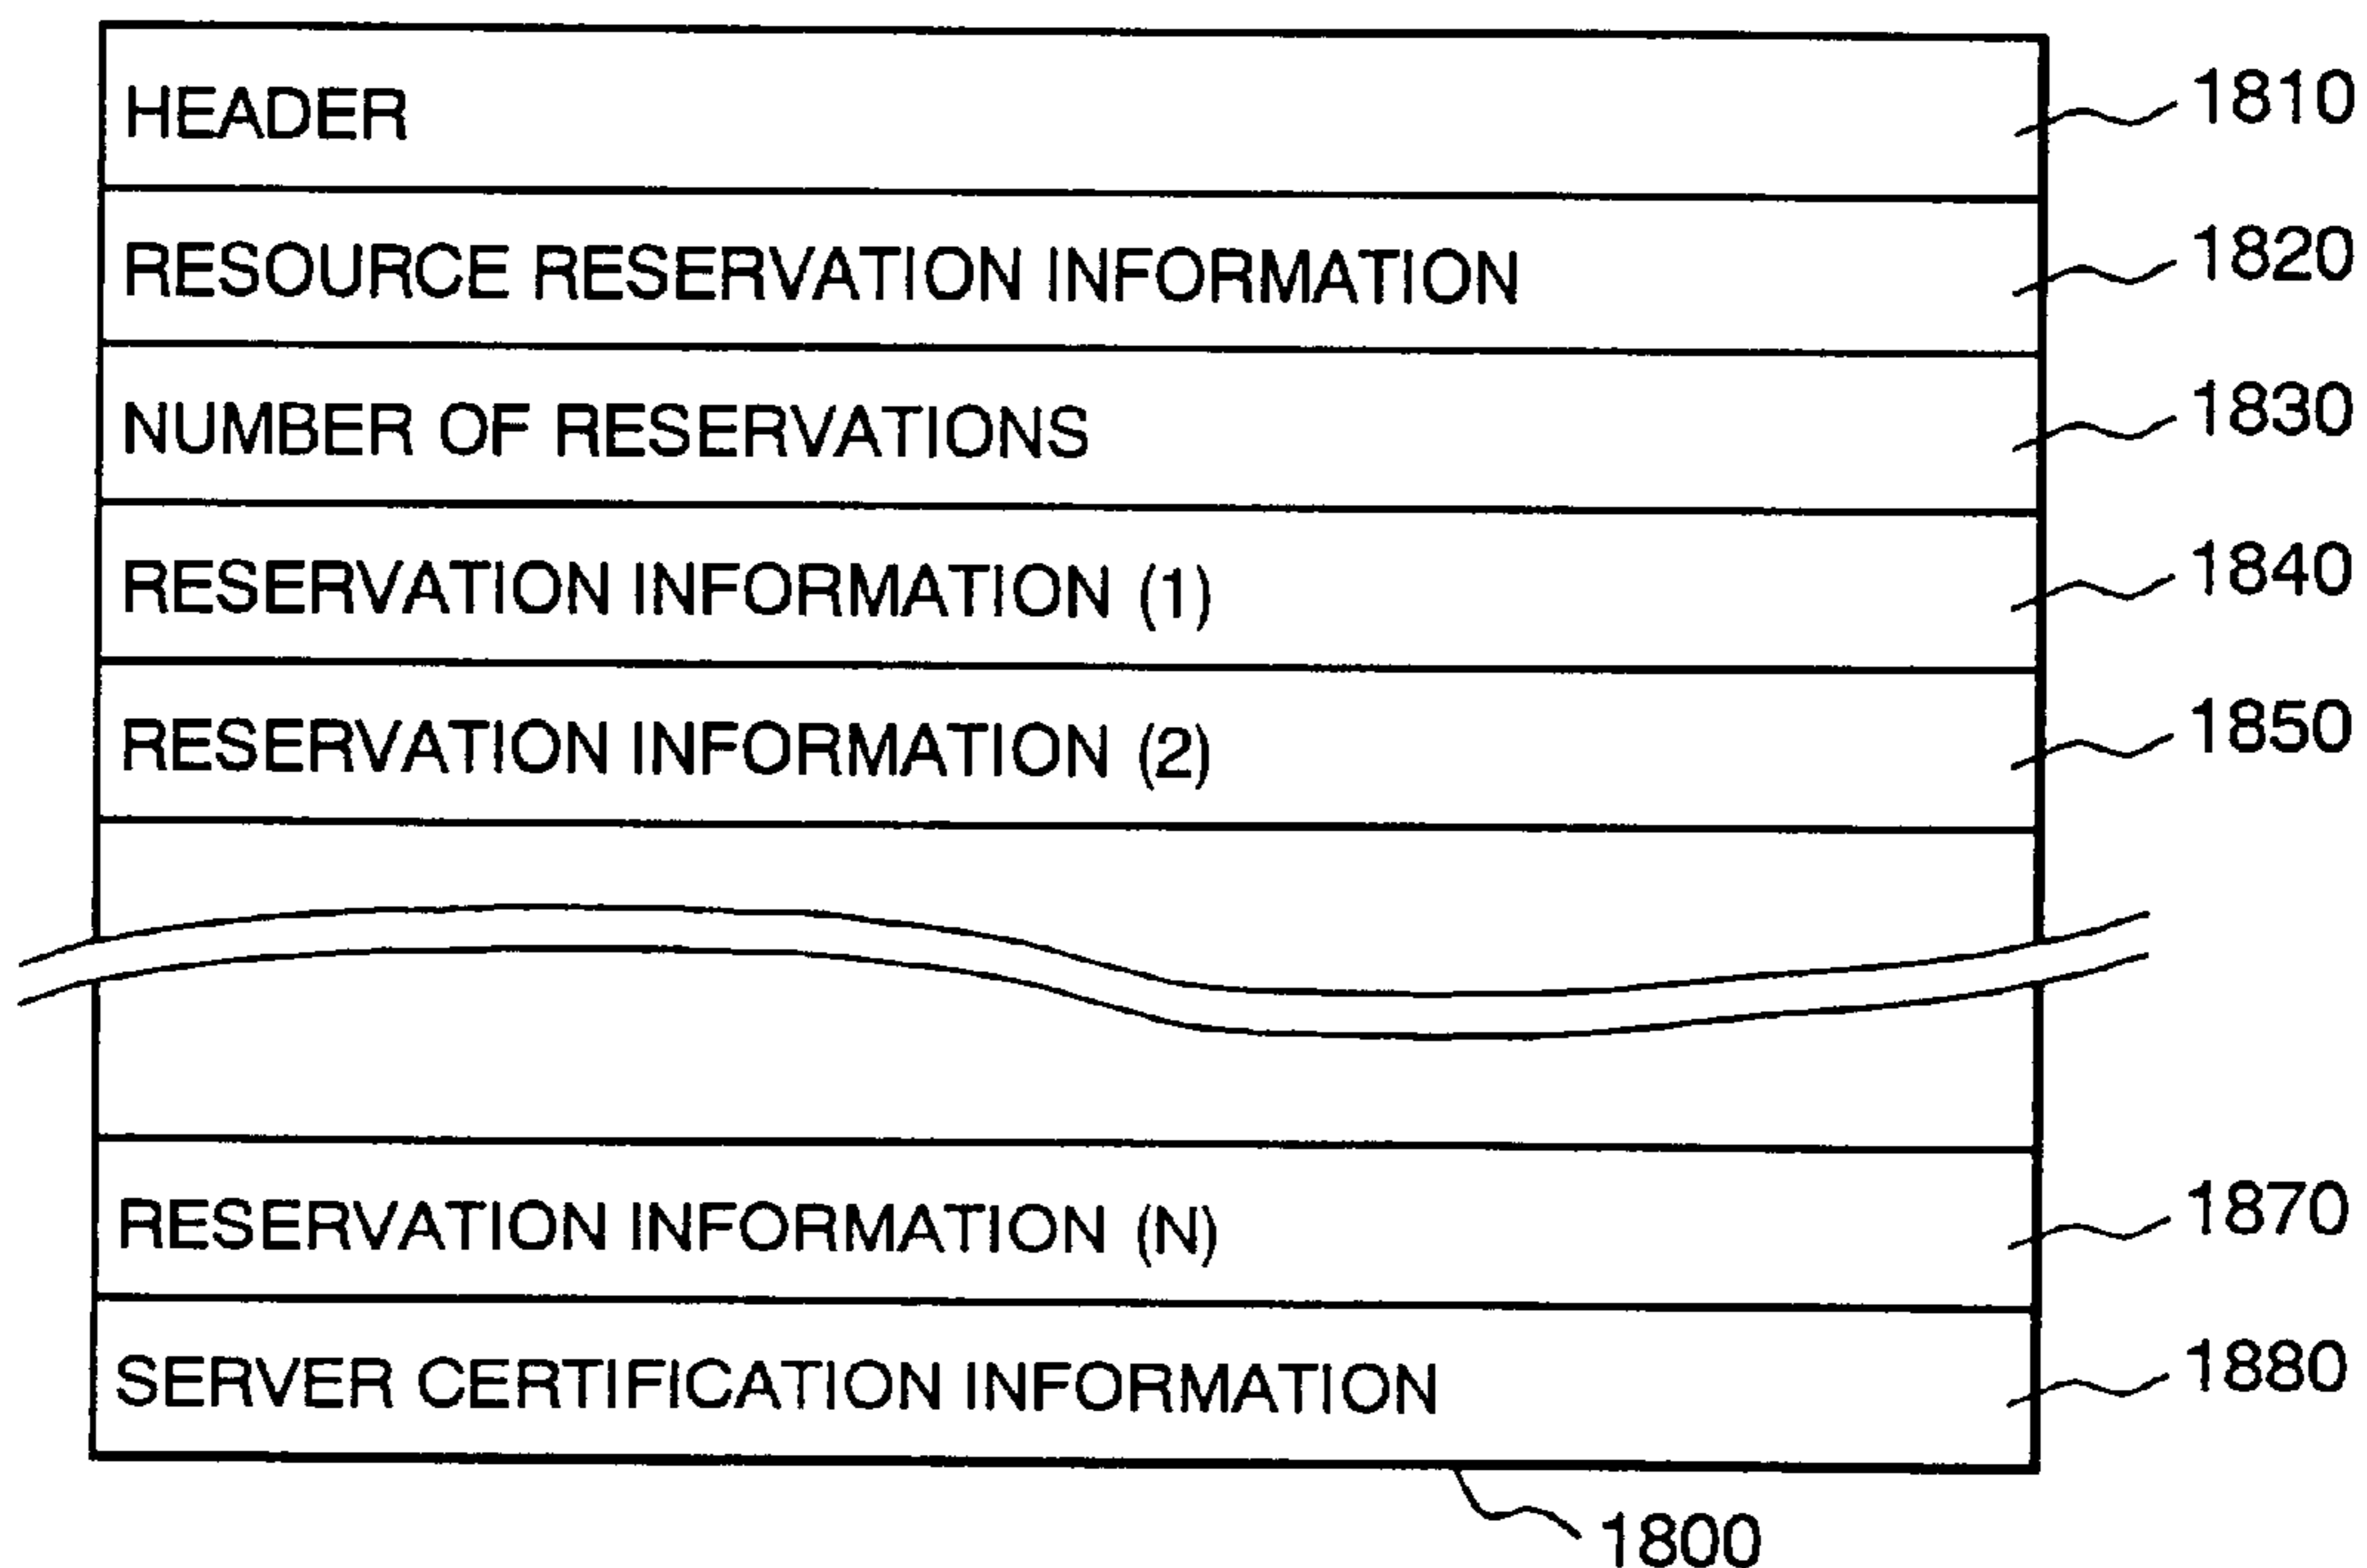 HEADER 1810
RESOURCE RESERVATION INFORMATION 1820
NUMBER OF RESERVATIONS 1830
RESERVATION INFORMATION (1) 1840
RESERVATION INFORMATION (2) 1850
RESERVATION INFORMATION (N) 1870
SERVER CERTIFICATION INFORMATION 1880
1800